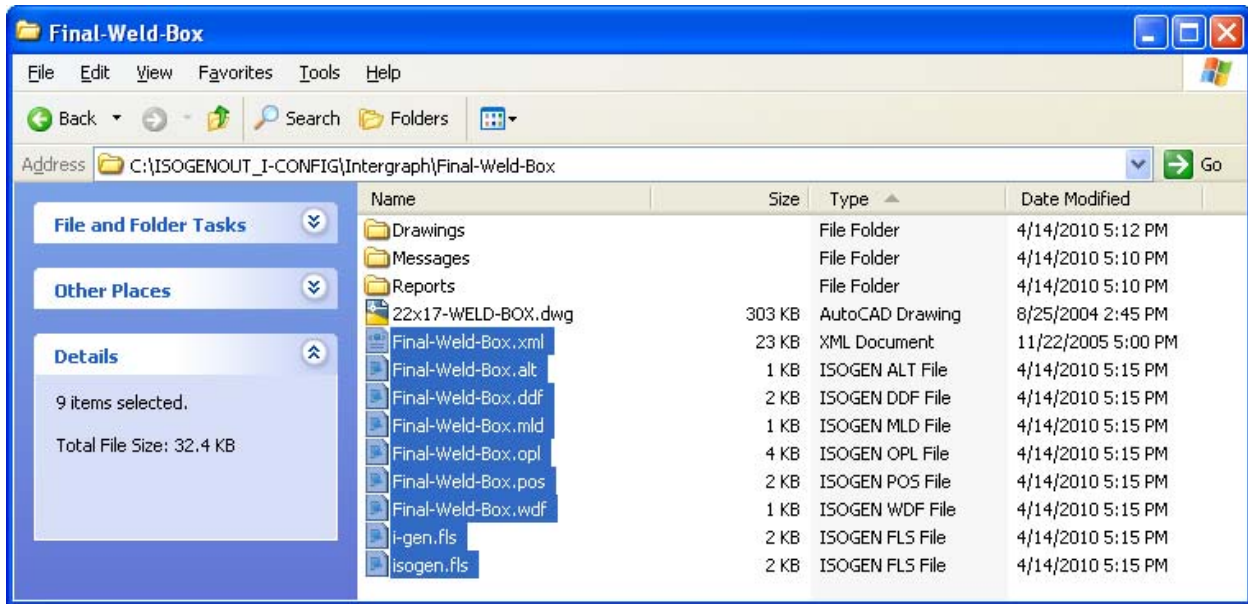 Final-Weld-Box
File Edit View Favorites Tools Help
Back Search Folders
Address C:\ISOGENOUT_I-CONFIG\Intergraph\Final-Weld-Box Go
File and Folder Tasks
Other Places
Details
9 items selected.
Total File Size: 32.4 KB
Name Size Type Date Modified
Drawings File Folder 4/14/2010 5:12 PM
Messages File Folder 4/14/2010 5:10 PM
Reports File Folder 4/14/2010 5:10 PM
22x17-WELD-BOX.dwg 303 KB AutoCAD Drawing 8/25/2004 2:45 PM
Final-Weld-Box.xml 23 KB XML Document 11/22/2005 5:00 PM
Final-Weld-Box.alt 1 KB ISOGEN ALT File 4/14/2010 5:15 PM
Final-Weld-Box.ddf 2 KB ISOGEN DDF File 4/14/2010 5:15 PM
Final-Weld-Box.mld 1 KB ISOGEN MLD File 4/14/2010 5:15 PM
Final-Weld-Box.opl 4 KB ISOGEN OPL File 4/14/2010 5:15 PM
Final-Weld-Box.pos 2 KB ISOGEN POS File 4/14/2010 5:15 PM
Final-Weld-Box.wdf 1 KB ISOGEN WDF File 4/14/2010 5:15 PM
i-gen.fls 2 KB ISOGEN FLS File 4/14/2010 5:15 PM
isogen.fls 2 KB ISOGEN FLS File 4/14/2010 5:15 PM